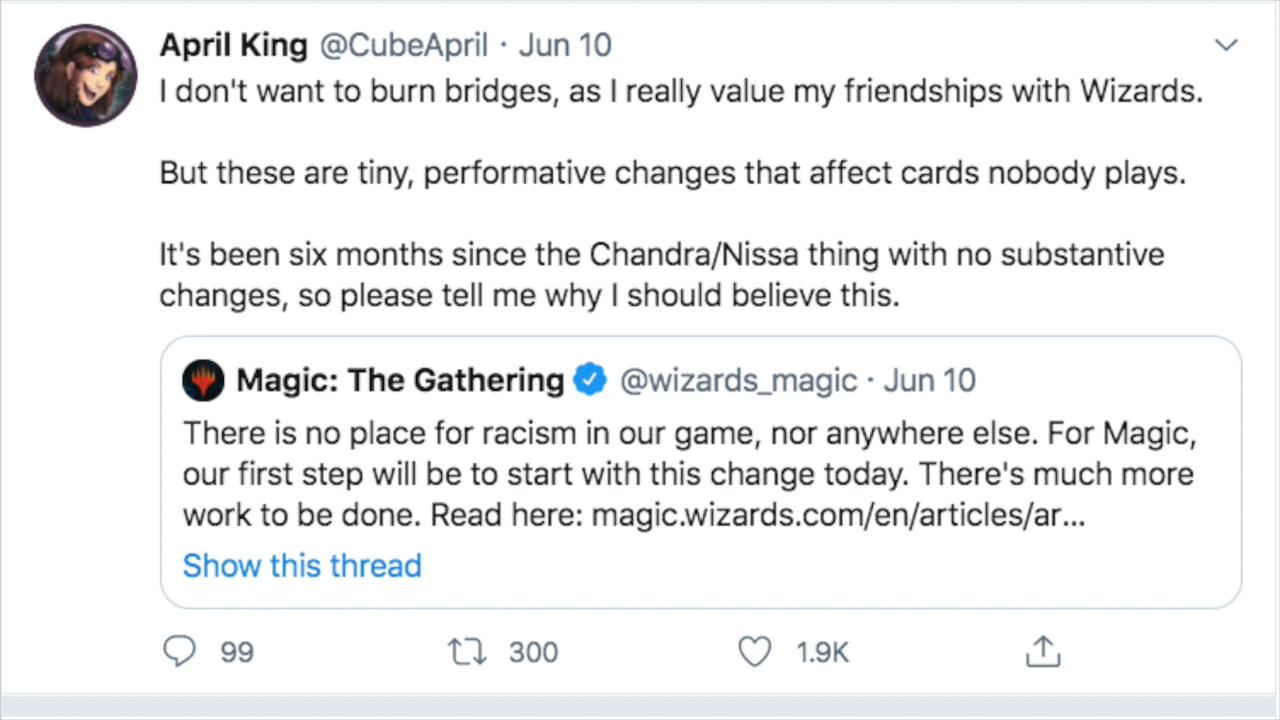 April King @CubeApril · Jun 10
I don't want to burn bridges, as I really value my friendships with Wizards.
But these are tiny, performative changes that affect cards nobody plays.
It's been six months since the Chandra/Nissa thing with no substantive
changes, so please tell me why I should believe this.
Magic: The Gathering @wizards_magic · Jun 10
There is no place for racism in our game, nor anywhere else. For Magic,
our first step will be to start with this change today. There's much more
work to be done. Read here: magic.wizards.com/en/articles/ar...
Show this thread
99 300 1.9K